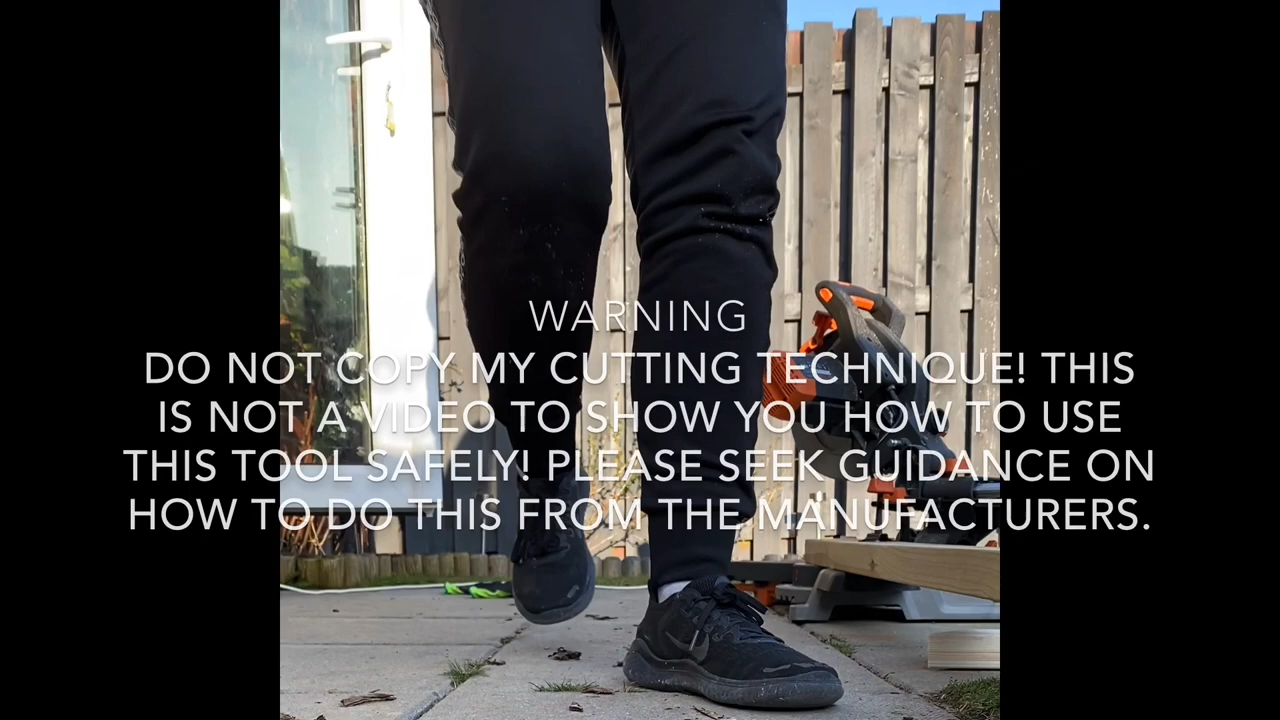 WARNING
DO NOT COPY MY CUTTING TECHNIQUE! THIS
IS NOT A VIDEO TO SHOW YOU HOW TO USE
THIS TOOL SAFELY! PLEASE SEEK GUIDANCE ON
HOW TO DO THIS FROM THE MANUFACTURERS.